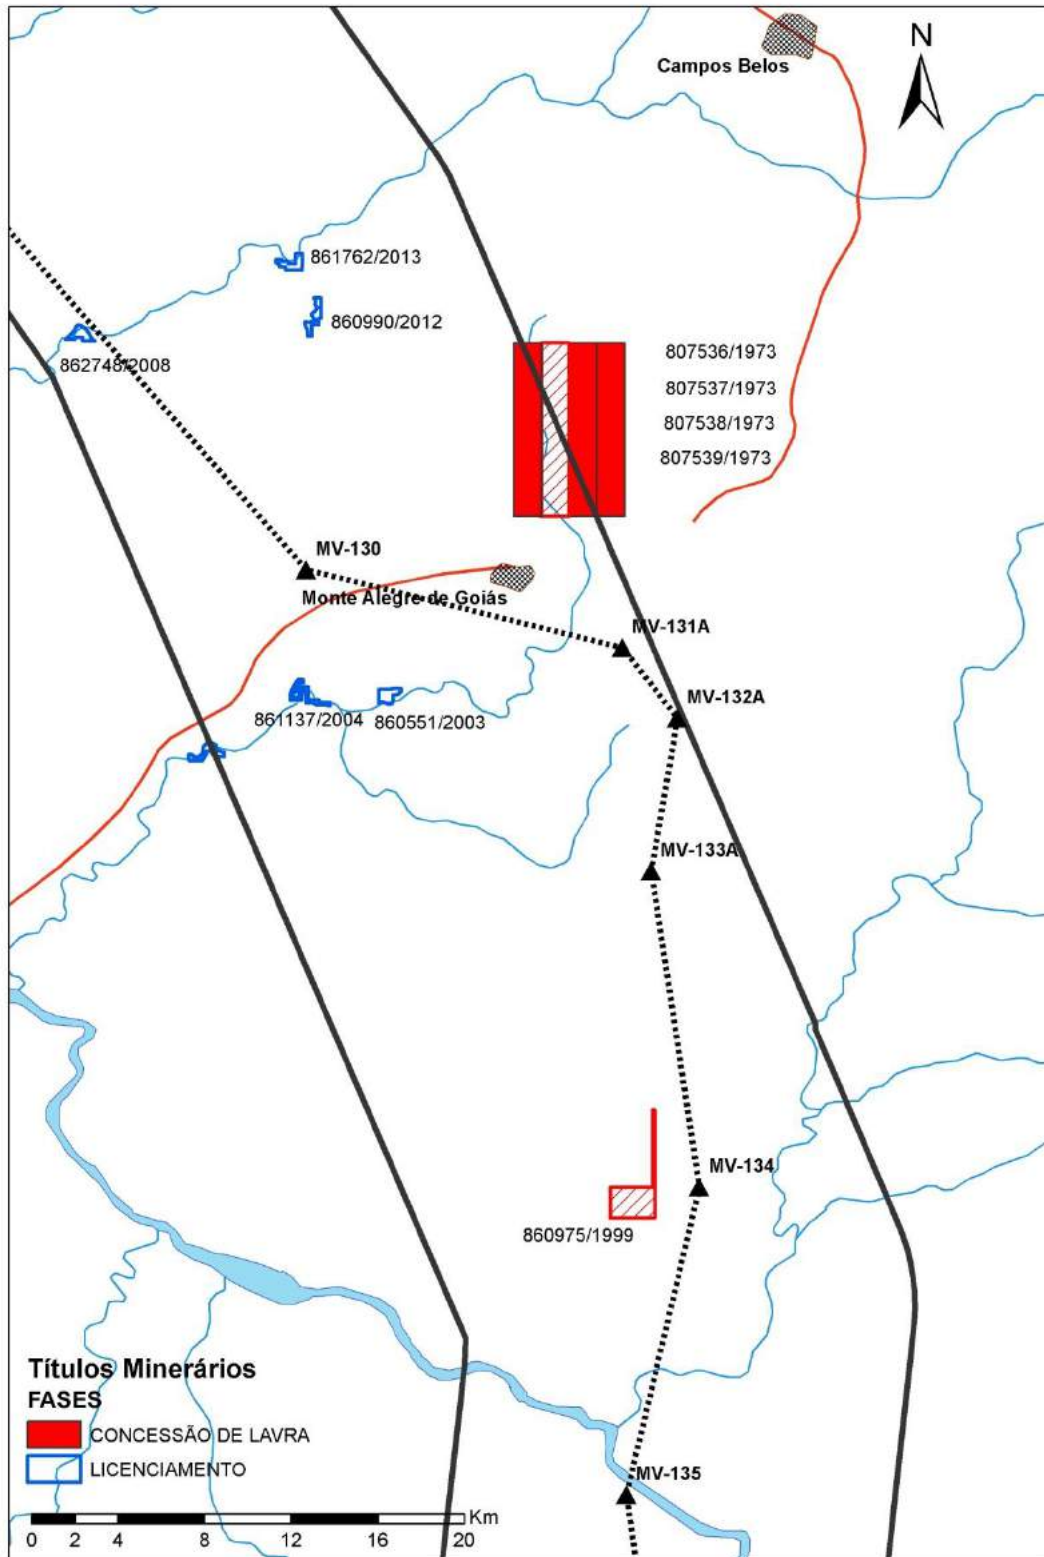 N
Campos Belos
861762/2013
860990/2012
862748/2008
807536/1973
807537/1973
807538/1973
807539/1973
MV-130
Monte Alegre de Goiás
MV-131A
MV-132A
861137/2004
860551/2003
MV-133A
MV-134
860975/1999
Títulos Minerários
FASES
CONCESSÃO DE LAVRA
LICENCIAMENTO
MV-135
Km
0 2 4 8 12 16 20